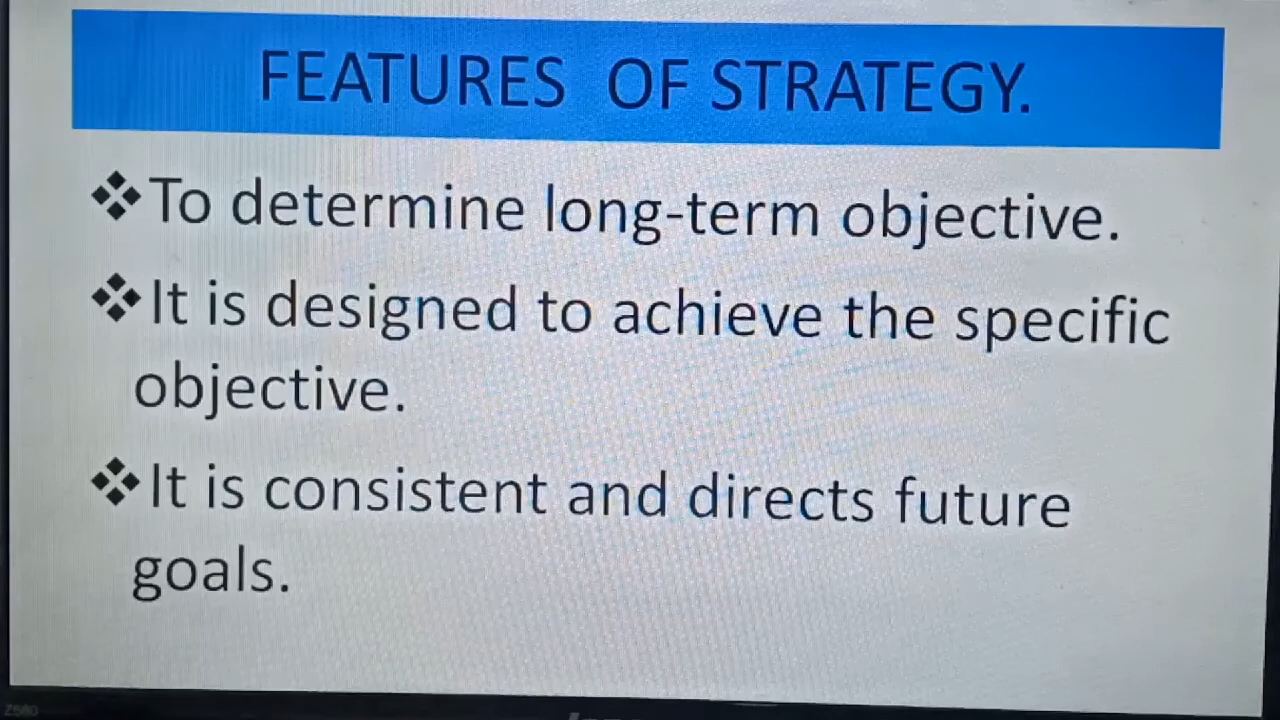 FEATURES OF STRATEGY.
❖To determine long-term objective.
❖It is designed to achieve the specific
objective.
❖It is consistent and directs future
goals.
Z580